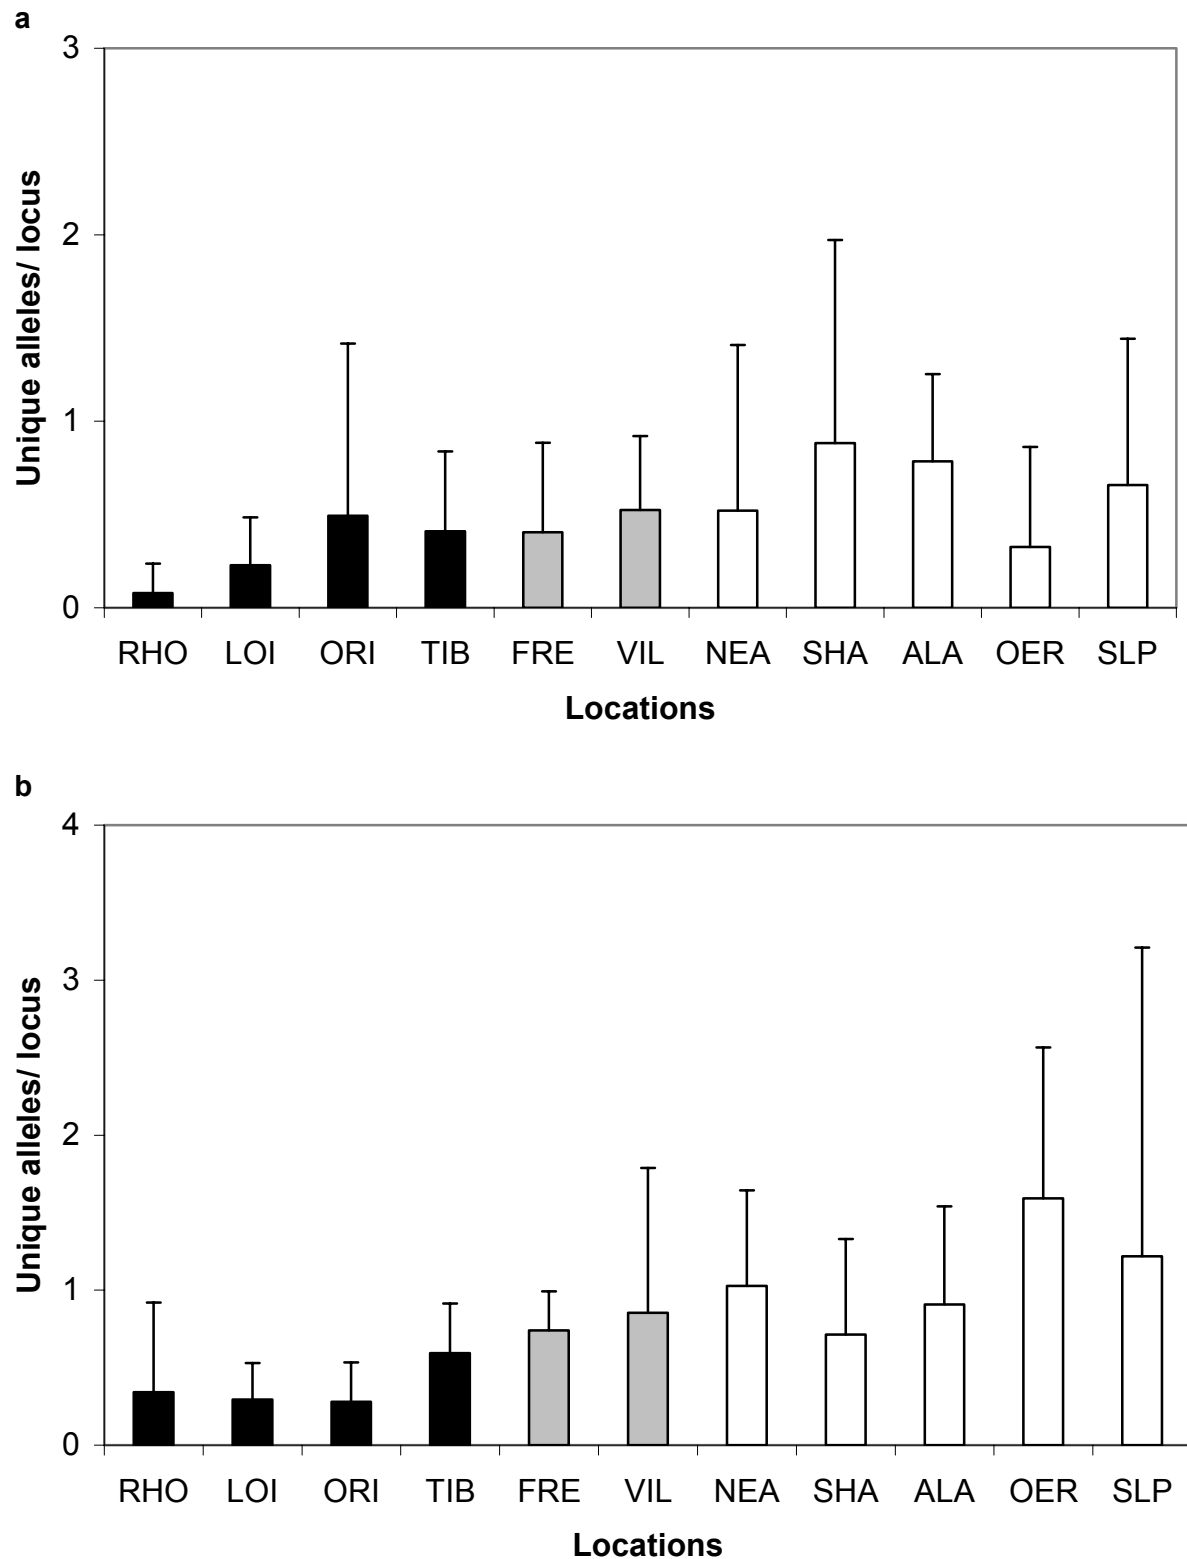 a
3
2
1
0
Unique alleles/ locus
RHO LOI ORI TIB FRE VIL NEA SHA ALA OER SLP
Locations
b
4
3
2
1
0
Unique alleles/ locus
RHO LOI ORI TIB FRE VIL NEA SHA ALA OER SLP
Locations